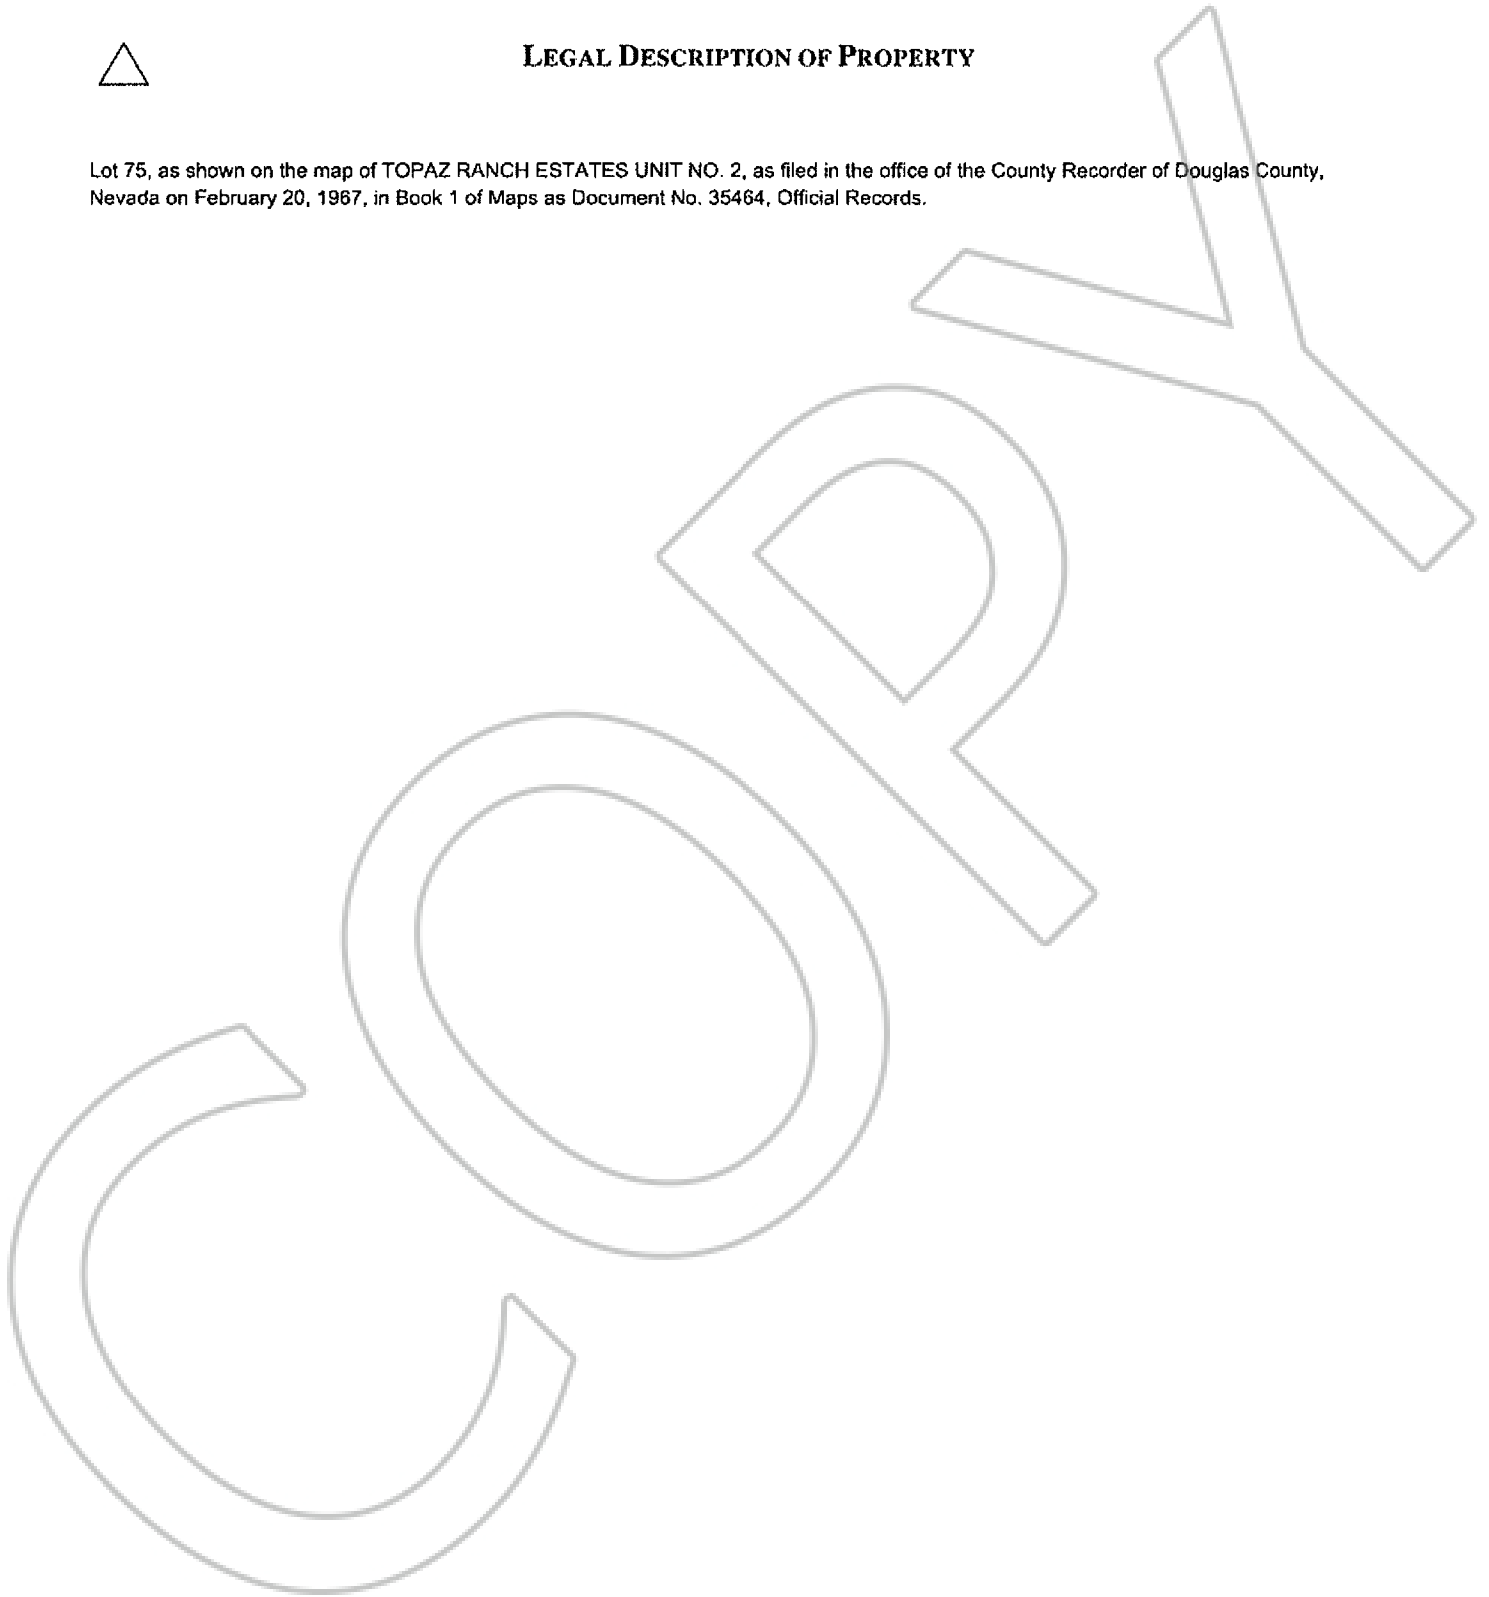 LEGAL DESCRIPTION OF PROPERTY
Lot 75, as shown on the map of TOPAZ RANCH ESTATES UNIT NO. 2, as filed in the office of the County Recorder of Douglas County,
Nevada on February 20, 1967, in Book 1 of Maps as Document No. 35464, Official Records.
COPY